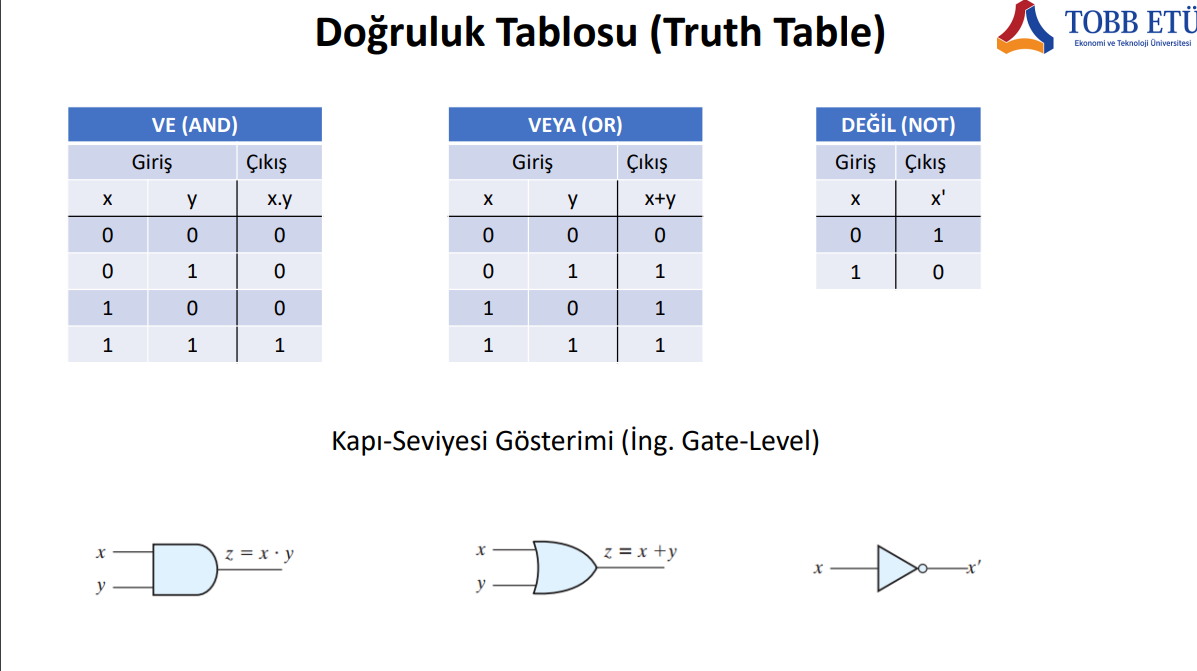 Doğruluk Tablosu (Truth Table)
TOBB ETÜ
Ekonomi ve Teknoloji Üniversitesi
VE (AND)
Giriş Çıkış
x y x.y
0 0 0
0 1 0
1 0 0
1 1 1
VEYA (OR)
Giriş Çıkış
x y x+y
0 0 0
0 1 1
1 0 1
1 1 1
DEĞİL (NOT)
Giriş Çıkış
x x'
0 1
1 0
Kapı-Seviyesi Gösterimi (İng. Gate-Level)
x
y
z = x · y
x
y
z = x +y
x
x'